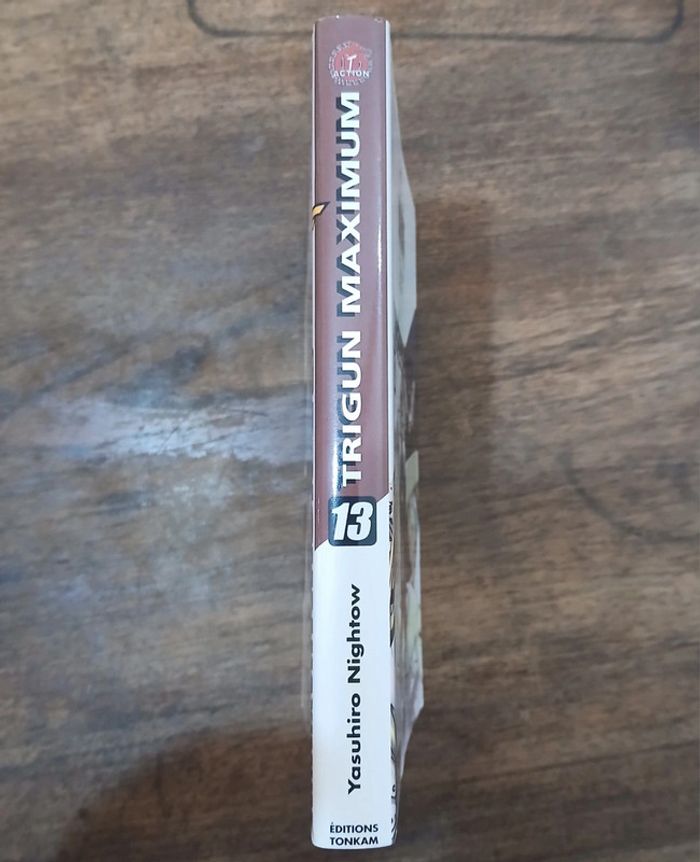 T
ACTION
TRIGUN MAXIMUM
13
Yasuhiro Nightow
ÉDITIONS
TONKAM